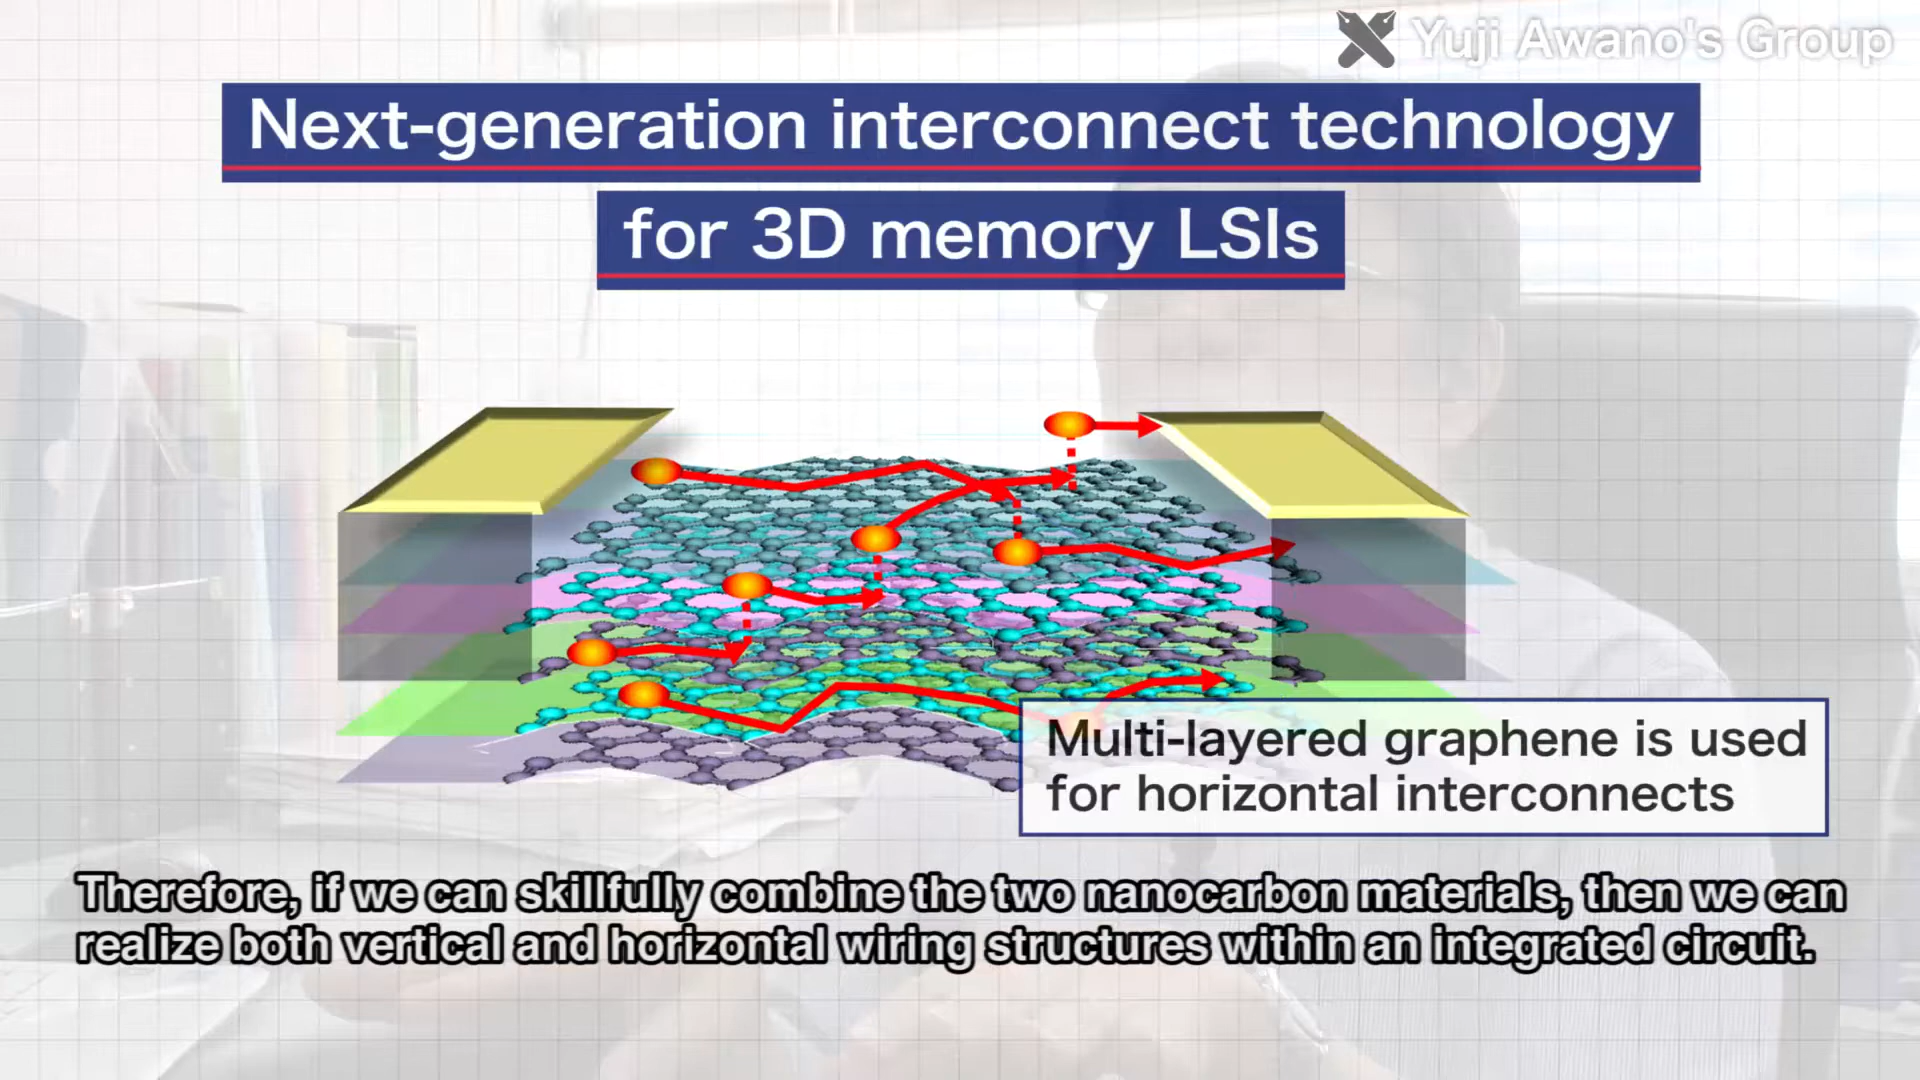 Yuji Awano's Group
Next-generation interconnect technology
for 3D memory LSIs
Multi-layered graphene is used
for horizontal interconnects
Therefore, if we can skillfully combine the two nanocarbon materials, then we can
realize both vertical and horizontal wiring structures within an integrated circuit.